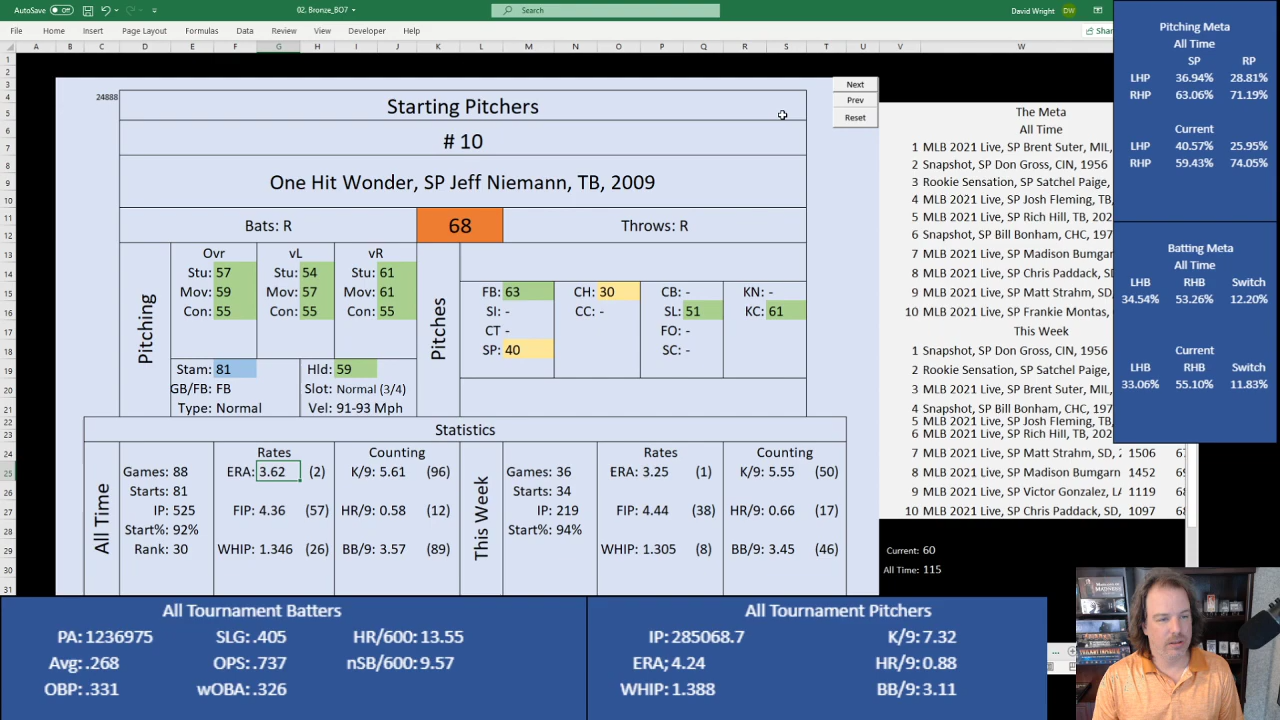 AutoSave Off
02. Bronze_BO7
Search
David Wright DW
File Home Insert Page Layout Formulas Data Review View Developer Help
A B C D E F G H I J K L M N O P Q R S T U V W
24888
Starting Pitchers
# 10
One Hit Wonder, SP Jeff Niemann, TB, 2009
Bats: R 68 Throws: R
Next
Prev
Reset
Pitching
Ovr vL vR
Stu: 57 Stu: 54 Stu: 61
Mov: 59 Mov: 57 Mov: 61
Con: 55 Con: 55 Con: 55
Stam: 81 Hld: 59
GB/FB: FB Slot: Normal (3/4)
Type: Normal Vel: 91-93 Mph
Pitches
FB: 63 CH: 30 CB: - KN: -
SI: - CC: - SL: 51 KC: 61
CT - FO: -
SP: 40 SC: -
Statistics
All Time
Rates Counting
Games: 88 ERA: 3.62 (2) K/9: 5.61 (96)
Starts: 81
IP: 525 FIP: 4.36 (57) HR/9: 0.58 (12)
Start%: 92%
Rank: 30 WHIP: 1.346 (26) BB/9: 3.57 (89)
This Week
Rates Counting
Games: 36 ERA: 3.25 (1) K/9: 5.55 (50)
Starts: 34
IP: 219 FIP: 4.44 (38) HR/9: 0.66 (17)
Start%: 94%
WHIP: 1.305 (8) BB/9: 3.45 (46)
The Meta
All Time
1 MLB 2021 Live, SP Brent Suter, MIL,
2 Snapshot, SP Don Gross, CIN, 1956
3 Rookie Sensation, SP Satchel Paige,
4 MLB 2021 Live, SP Josh Fleming, TB,
5 MLB 2021 Live, SP Rich Hill, TB, 202
6 Snapshot, SP Bill Bonham, CHC, 197
7 MLB 2021 Live, SP Madison Bumgar
8 MLB 2021 Live, SP Chris Paddack, SD,
9 MLB 2021 Live, SP Matt Strahm, SD,
10 MLB 2021 Live, SP Frankie Montas,
This Week
1 Snapshot, SP Don Gross, CIN, 1956
2 Rookie Sensation, SP Satchel Paige,
3 MLB 2021 Live, SP Brent Suter, MIL,
4 Snapshot, SP Bill Bonham, CHC, 197
5 MLB 2021 Live, SP Josh Fleming, TB,
6 MLB 2021 Live, SP Rich Hill, TB, 202
7 MLB 2021 Live, SP Matt Strahm, SD, 1506
8 MLB 2021 Live, SP Madison Bumgarn 1452
9 MLB 2021 Live, SP Victor Gonzalez, LA 1119
10 MLB 2021 Live, SP Chris Paddack, SD, 1097
Current: 60
All Time: 115
Pitching Meta
All Time
SP RP
LHP 36.94% 28.81%
RHP 63.06% 71.19%
Current
LHP 40.57% 25.95%
RHP 59.43% 74.05%
Batting Meta
All Time
LHB RHB Switch
34.54% 53.26% 12.20%
Current
LHB RHB Switch
33.06% 55.10% 11.83%
All Tournament Batters
PA: 1236975 SLG: .405 HR/600: 13.55
Avg: .268 OPS: .737 nSB/600: 9.57
OBP: .331 wOBA: .326
All Tournament Pitchers
IP: 285068.7 K/9: 7.32
ERA; 4.24 HR/9: 0.88
WHIP: 1.388 BB/9: 3.11